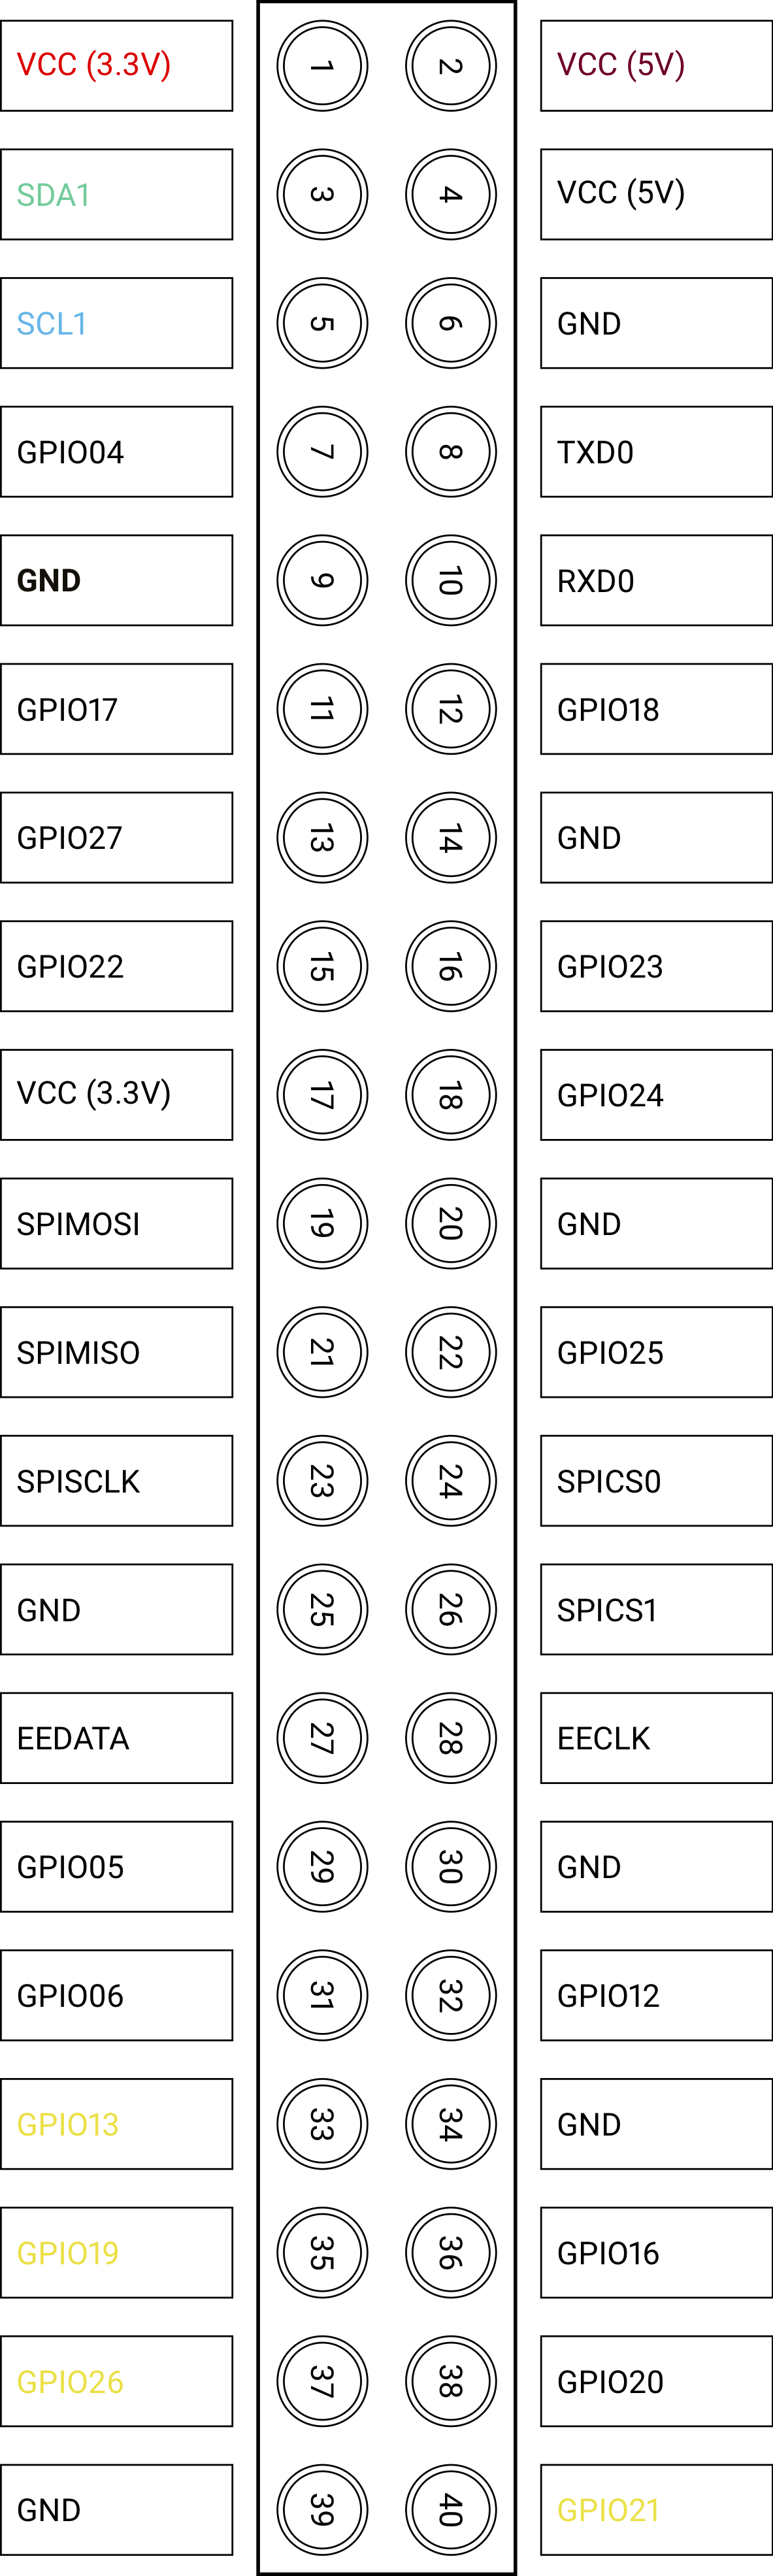 VCC (3.3V) 1 2 VCC (5V)
SDA1 3 4 VCC (5V)
SCL1 5 6 GND
GPIO04 7 8 TXD0
GND 9 10 RXD0
GPIO17 11 12 GPIO18
GPIO27 13 14 GND
GPIO22 15 16 GPIO23
VCC (3.3V) 17 18 GPIO24
SPIMOSI 19 20 GND
SPIMISO 21 22 GPIO25
SPISCLK 23 24 SPICS0
GND 25 26 SPICS1
EEDATA 27 28 EECLK
GPIO05 29 30 GND
GPIO06 31 32 GPIO12
GPIO13 33 34 GND
GPIO19 35 36 GPIO16
GPIO26 37 38 GPIO20
GND 39 40 GPIO21